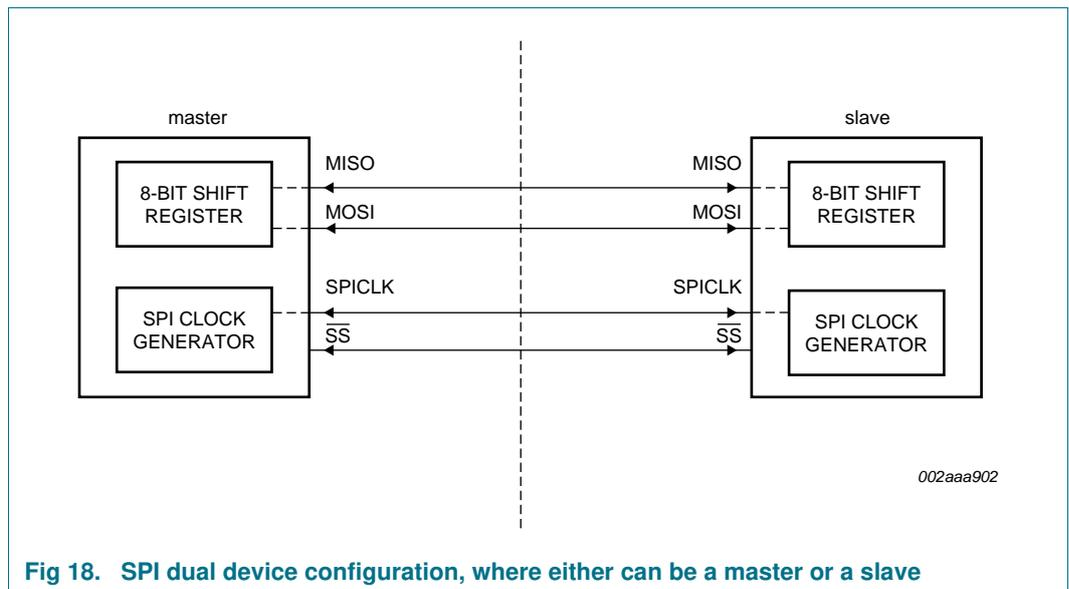 master
slave
8-BIT SHIFT
REGISTER
MISO
MISO
MOSI
MOSI
8-BIT SHIFT
REGISTER
SPI CLOCK
GENERATOR
SPICLK
SPICLK
SS
SS
SPI CLOCK
GENERATOR
002aaa902
Fig 18. SPI dual device configuration, where either can be a master or a slave